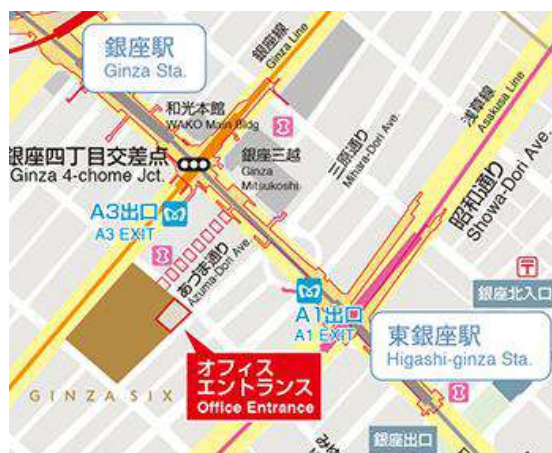 銀座駅
Ginza Sta.
銀座線
Ginza Line
和光本館
WAKO Main Bldg
銀座四丁目交差点
Ginza 4-chome Jct.
銀座三越
Ginza
Mitsukoshi
三原通り
Mihara-Dori Ave.
浅草線
Asakusa Line
昭和通り
Showa-Dori Ave.
A3出口
A3 EXIT
あづま通り
Azuma-Dori Ave.
銀座北入口
A1出口
A1 EXIT
東銀座駅
Higashi-ginza Sta.
オフィス
エントランス
Office Entrance
GINZA SIX
銀座出口